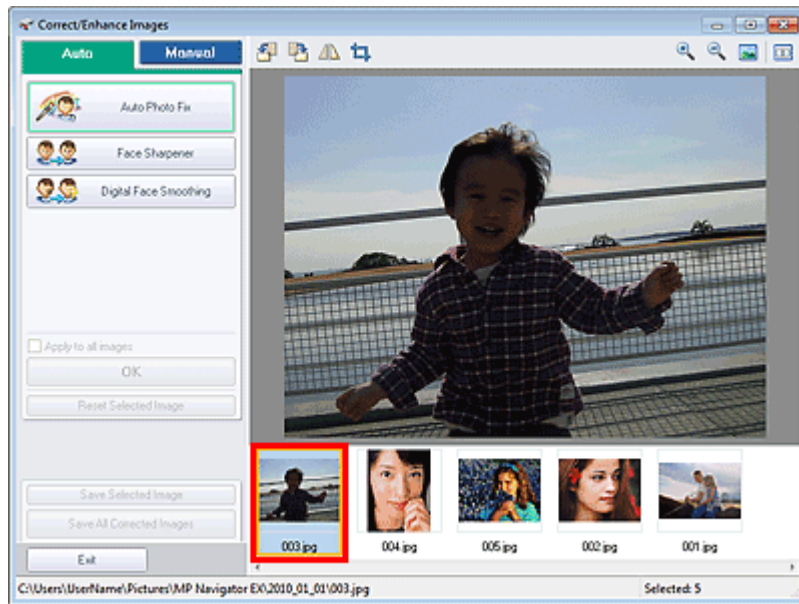 Correct/Enhance Images
Auto
Manual
Auto Photo Fix
Face Sharpener
Digital Face Smoothing
Apply to all images
OK
Reset Selected Image
Save Selected Image
Save All Corrected Images
Exit
003.jpg
004.jpg
005.jpg
002.jpg
001.jpg
C:\Users\UserName\Pictures\MP Navigator EX\2010_01_01\003.jpg
Selected: 5